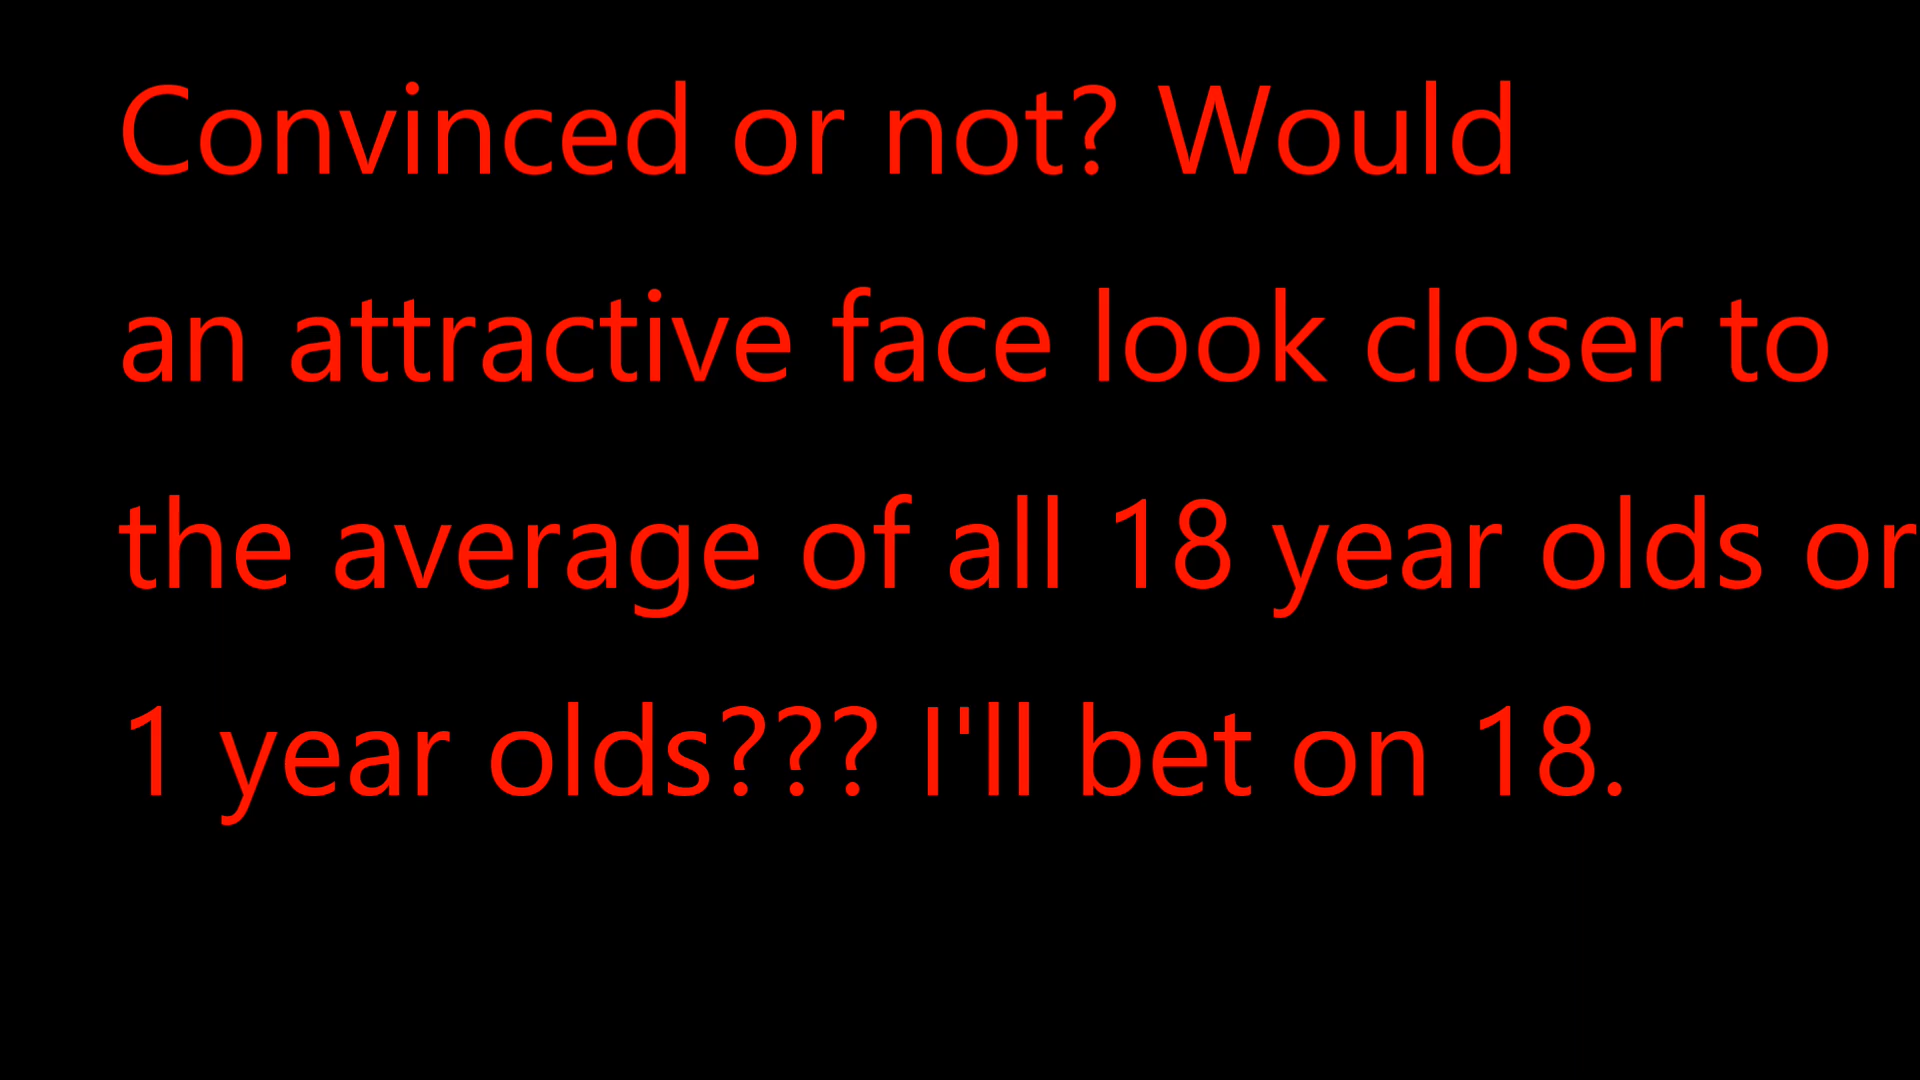 Convinced or not? Would
an attractive face look closer to
the average of all 18 year olds or
1 year olds??? I'll bet on 18.